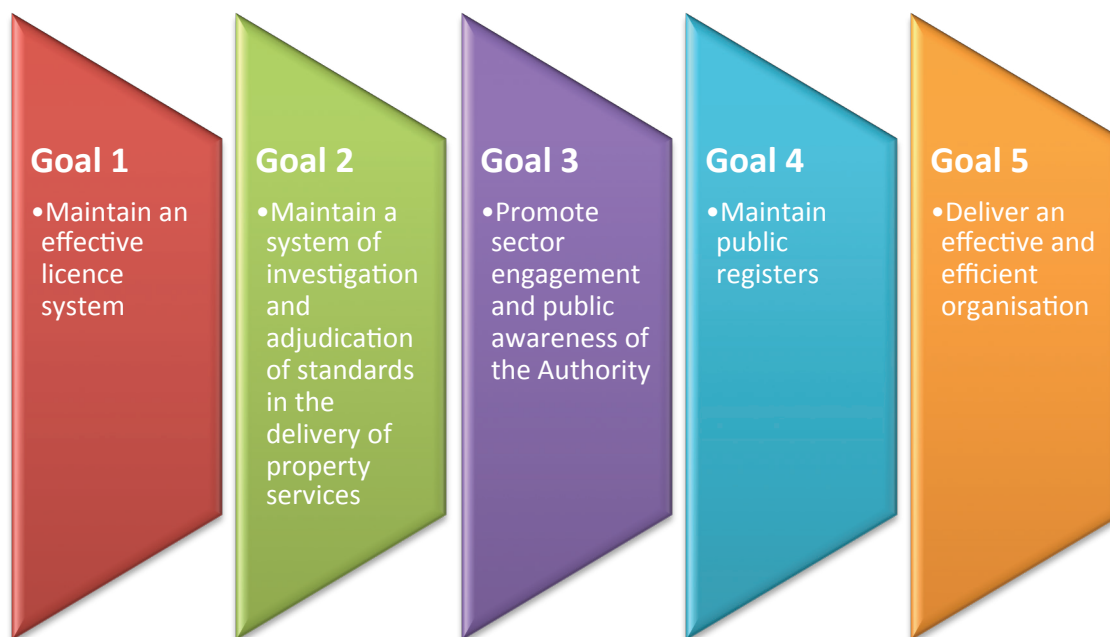 Goal 1
•Maintain an
effective
licence
system
Goal 2
•Maintain a
system of
investigation
and
adjudication
of standards
in the
delivery of
property
services
Goal 3
•Promote
sector
engagement
and public
awareness of
the Authority
Goal 4
•Maintain
public
registers
Goal 5
•Deliver an
effective and
efficient
organisation